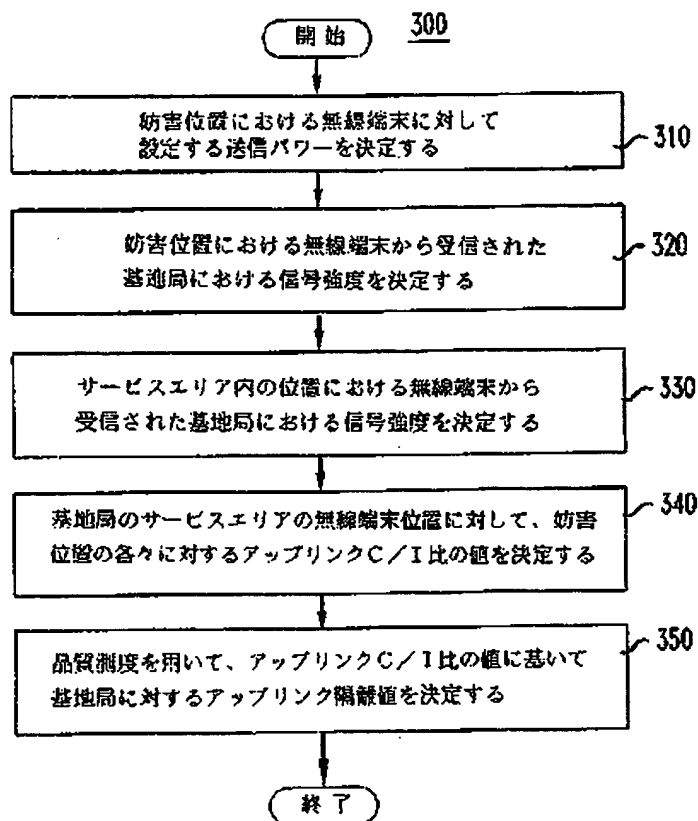 300
開始
妨害位置における無線端末に対して
設定する送信パワーを決定する
310
妨害位置における無線端末から受信された
基地局における信号強度を決定する
320
サービスエリア内の位置における無線端末から
受信された基地局における信号強度を決定する
330
基地局のサービスエリアの無線端末位置に対して、妨害
位置の各々に対するアップリンクC/I比の値を決定する
340
品質測度を用いて、アップリンクC/I比の値に基いて
基地局に対するアップリンク隔離値を決定する
350
終了